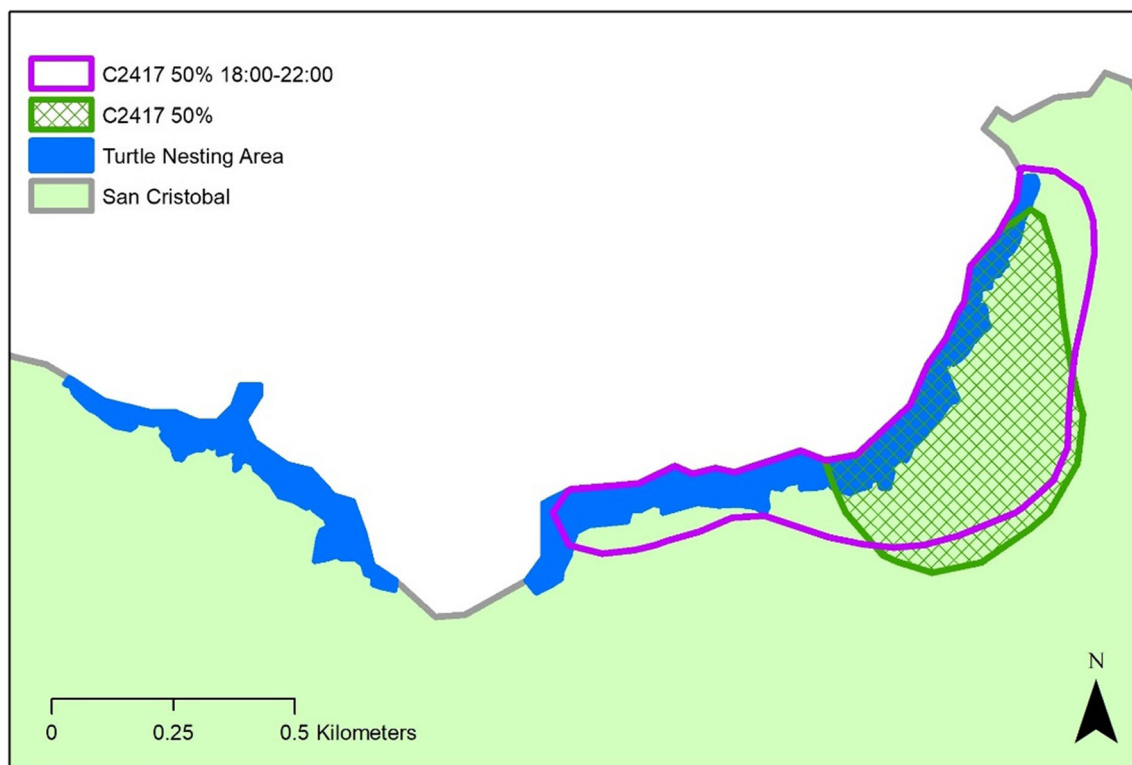 C2417 50% 18:00-22:00
C2417 50%
Turtle Nesting Area
San Cristobal
N
0 0.25 0.5 Kilometers